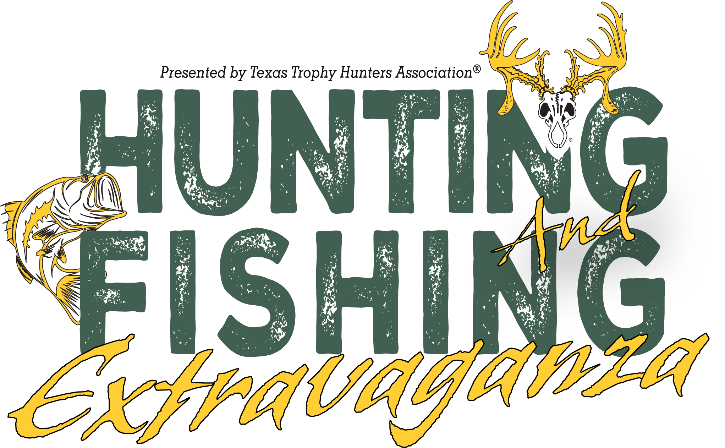 Presented by Texas Trophy Hunters Association®
HUNTING
And
FISHING
Extravaganza